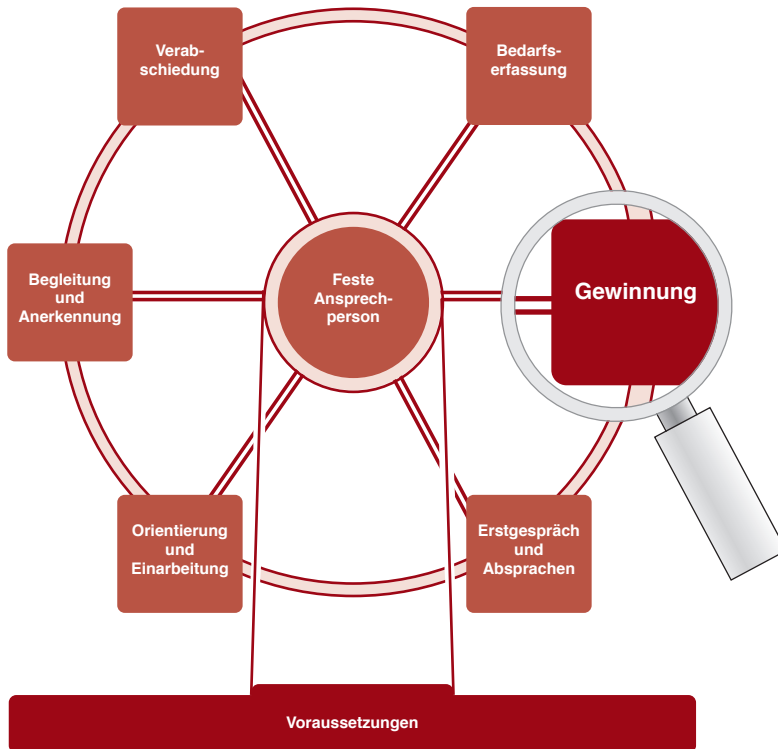 Verab-
schiedung
Bedarfs-
erfassung
Begleitung
und
Anerkennung
Feste
Ansprech-
person
Gewinnung
Orientierung
und
Einarbeitung
Erstgespräch
und
Absprachen
Voraussetzungen